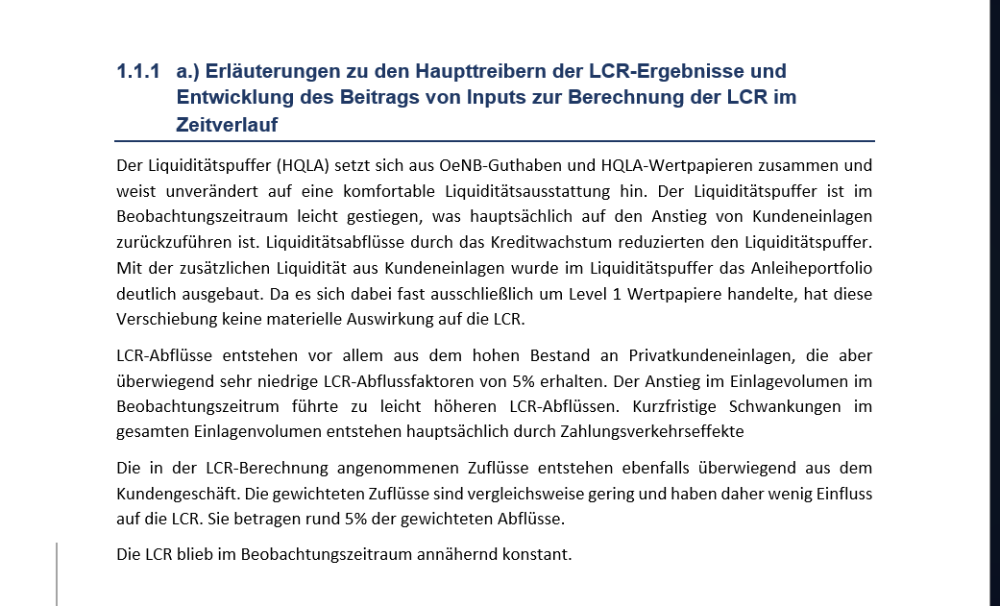 1.1.1 a.) Erläuterungen zu den Haupttreibern der LCR-Ergebnisse und
Entwicklung des Beitrags von Inputs zur Berechnung der LCR im
Zeitverlauf
Der Liquiditätspuffer (HQLA) setzt sich aus OeNB-Guthaben und HQLA-Wertpapieren zusammen und
weist unverändert auf eine komfortable Liquiditätsausstattung hin. Der Liquiditätspuffer ist im
Beobachtungszeitraum leicht gestiegen, was hauptsächlich auf den Anstieg von Kundeneinlagen
zurückzuführen ist. Liquiditätsabflüsse durch das Kreditwachstum reduzierten den Liquiditätspuffer.
Mit der zusätzlichen Liquidität aus Kundeneinlagen wurde im Liquiditätspuffer das Anleiheportfolio
deutlich ausgebaut. Da es sich dabei fast ausschließlich um Level 1 Wertpapiere handelte, hat diese
Verschiebung keine materielle Auswirkung auf die LCR.
LCR-Abflüsse entstehen vor allem aus dem hohen Bestand an Privatkundeneinlagen, die aber
überwiegend sehr niedrige LCR-Abflussfaktoren von 5% erhalten. Der Anstieg im Einlagevolumen im
Beobachtungszeitrum führte zu leicht höheren LCR-Abflüssen. Kurzfristige Schwankungen im
gesamten Einlagenvolumen entstehen hauptsächlich durch Zahlungsverkehrseffekte
Die in der LCR-Berechnung angenommenen Zuflüsse entstehen ebenfalls überwiegend aus dem
Kundengeschäft. Die gewichteten Zuflüsse sind vergleichsweise gering und haben daher wenig Einfluss
auf die LCR. Sie betragen rund 5% der gewichteten Abflüsse.
Die LCR blieb im Beobachtungszeitraum annähernd konstant.